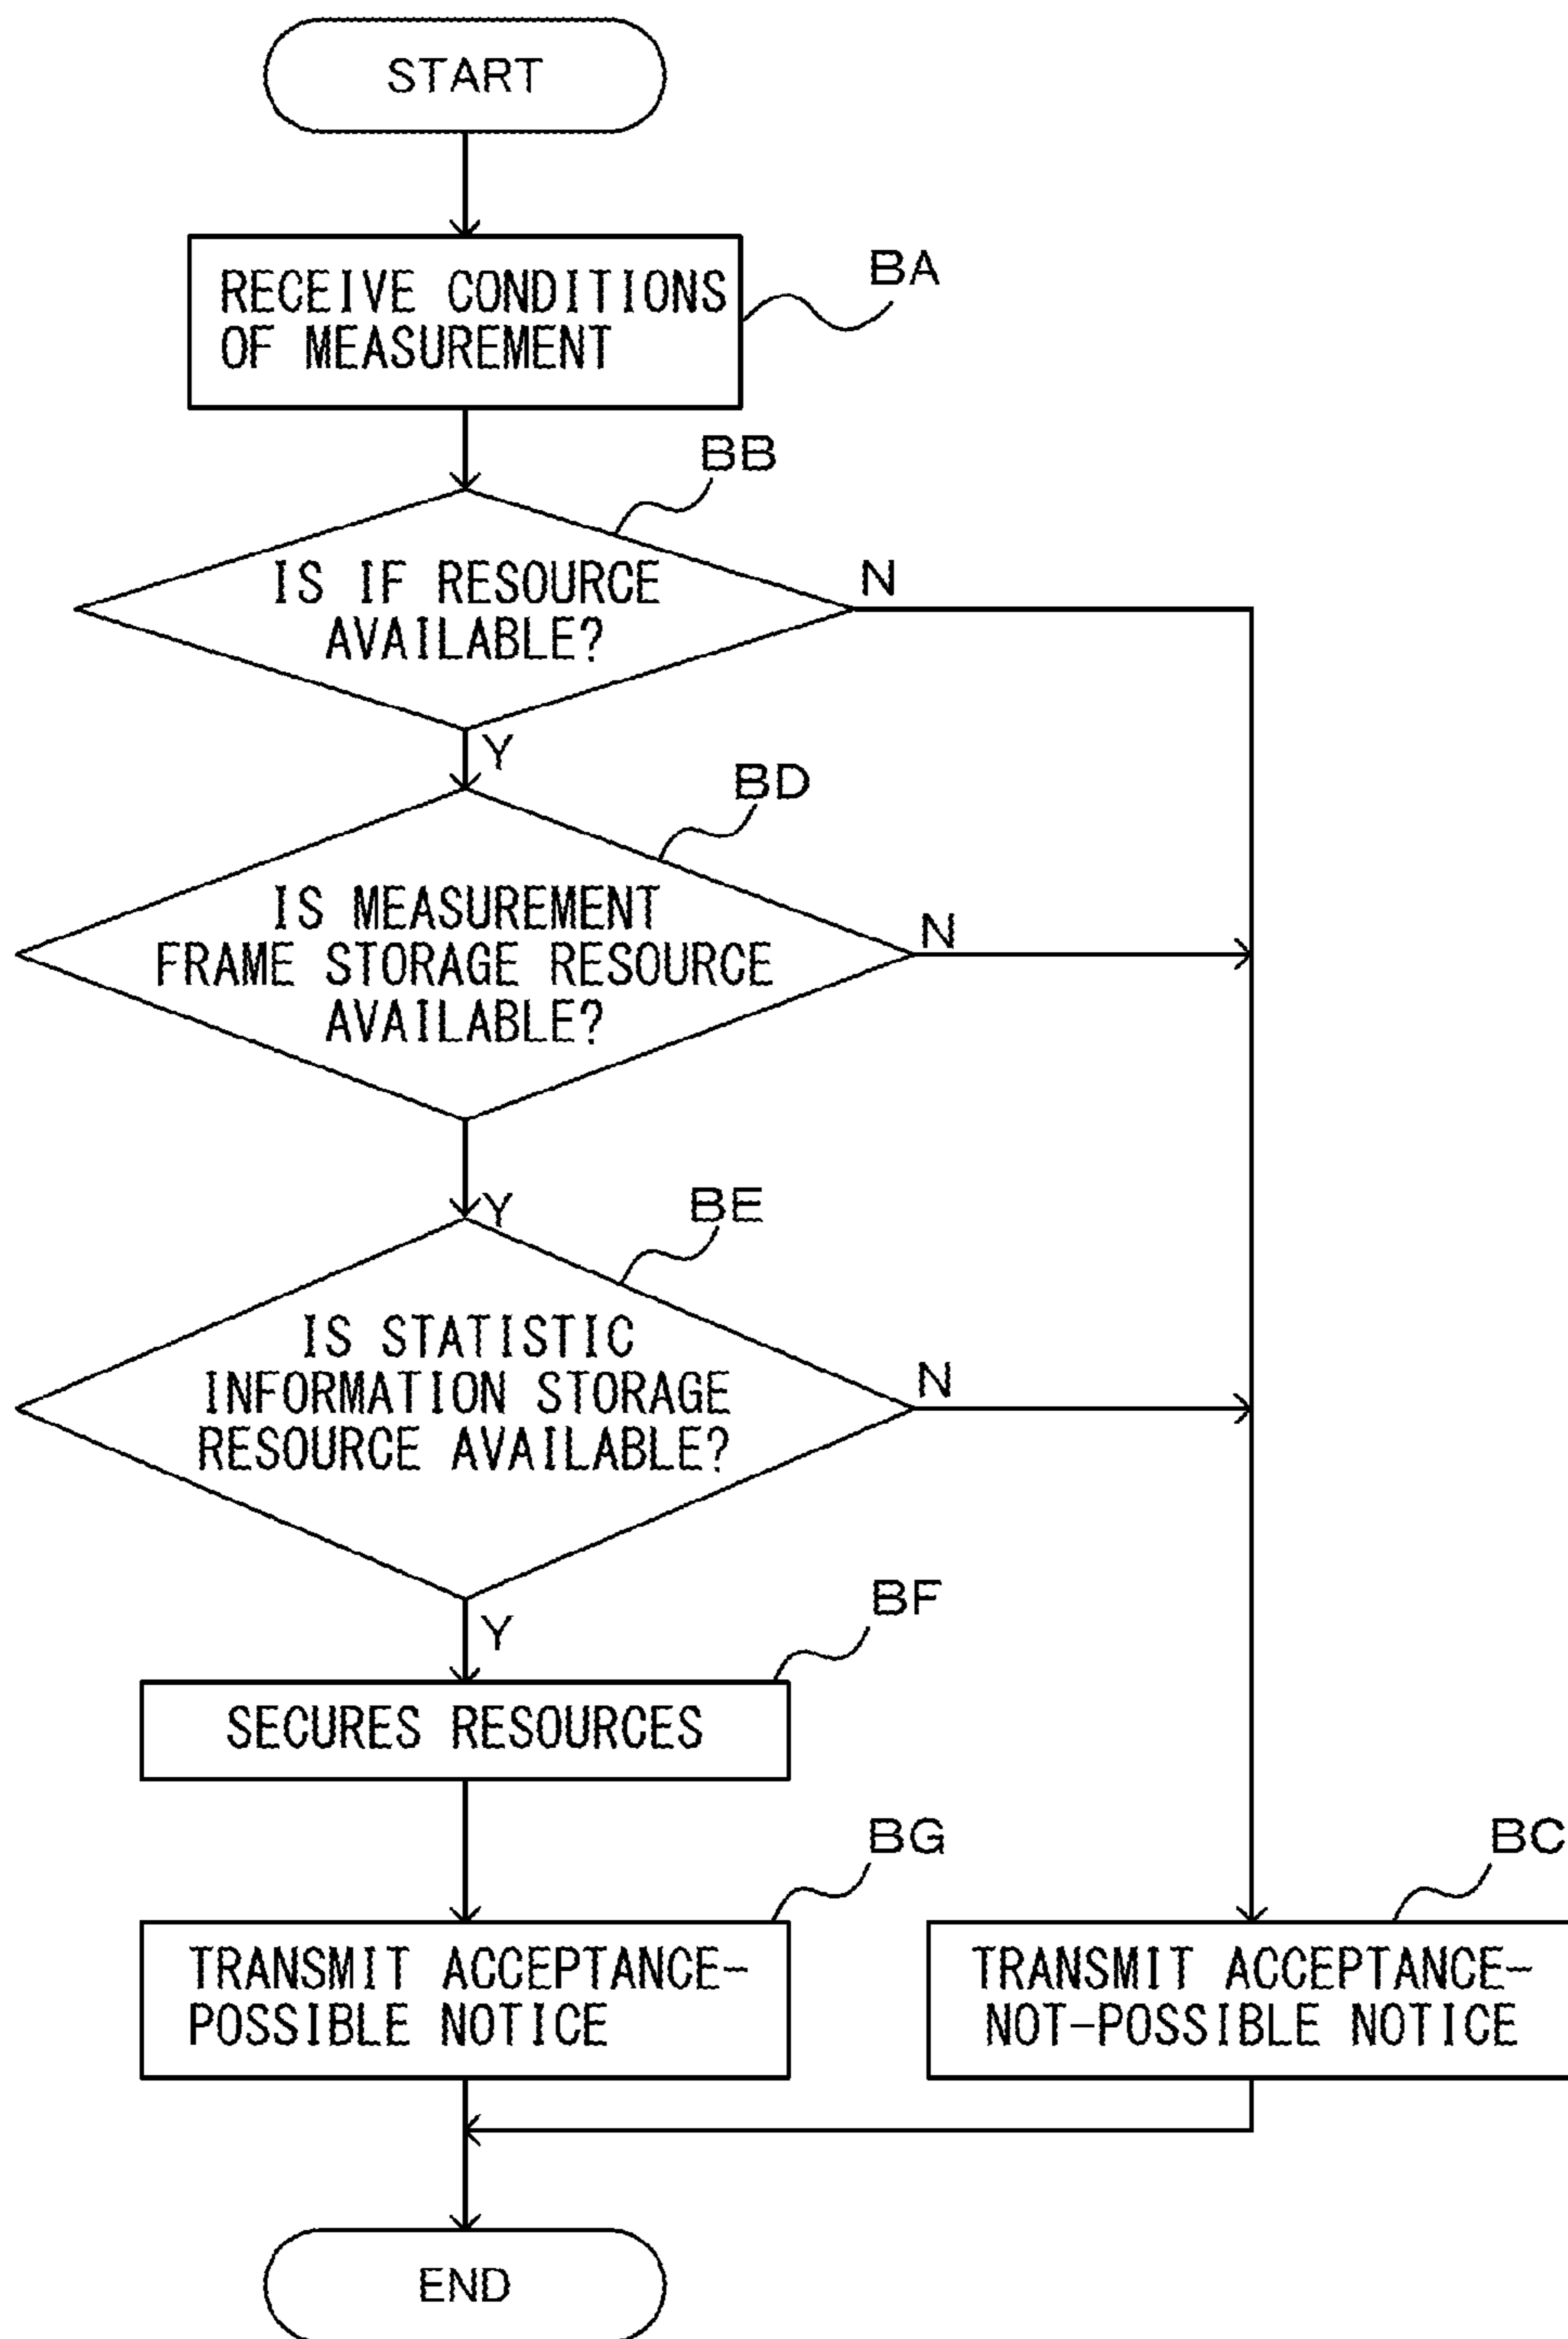 START
RECEIVE CONDITIONS
OF MEASUREMENT
BA
BB
IS IF RESOURCE
AVAILABLE?
N
Y
BD
IS MEASUREMENT
FRAME STORAGE RESOURCE
AVAILABLE?
N
Y
BE
IS STATISTIC
INFORMATION STORAGE
RESOURCE AVAILABLE?
N
Y
BF
SECURES RESOURCES
BG
TRANSMIT ACCEPTANCE-
POSSIBLE NOTICE
BC
TRANSMIT ACCEPTANCE-
NOT-POSSIBLE NOTICE
END